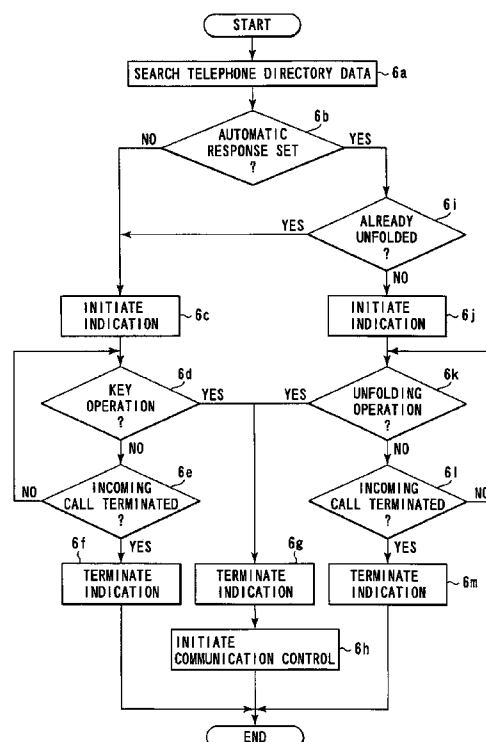 START
SEARCH TELEPHONE DIRECTORY DATA
6a
6b
NO
AUTOMATIC
RESPONSE SET
?
YES
6i
YES
ALREADY
UNFOLDED
?
NO
INITIATE
INDICATION
6c
INITIATE
INDICATION
6j
6d
KEY
OPERATION
?
YES
NO
6k
YES
UNFOLDING
OPERATION
?
NO
6e
NO
INCOMING
CALL TERMINATED
?
YES
6l
INCOMING
CALL TERMINATED
?
NO
YES
6f
TERMINATE
INDICATION
6g
TERMINATE
INDICATION
TERMINATE
INDICATION
6m
INITIATE
COMMUNICATION CONTROL
6h
END